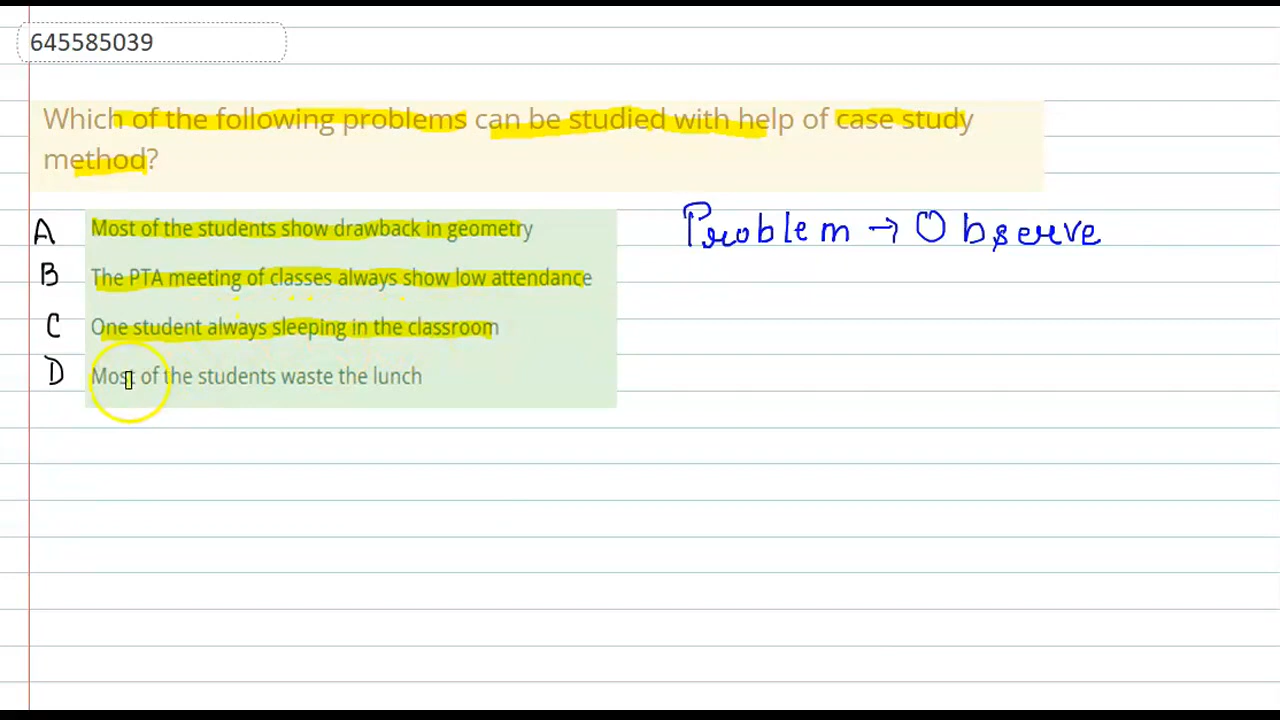 645585039
Which of the following problems can be studied with help of case study
method?
A Most of the students show drawback in geometry
B The PTA meeting of classes always show low attendance
C One student always sleeping in the classroom
D Most of the students waste the lunch
Problem → Observe